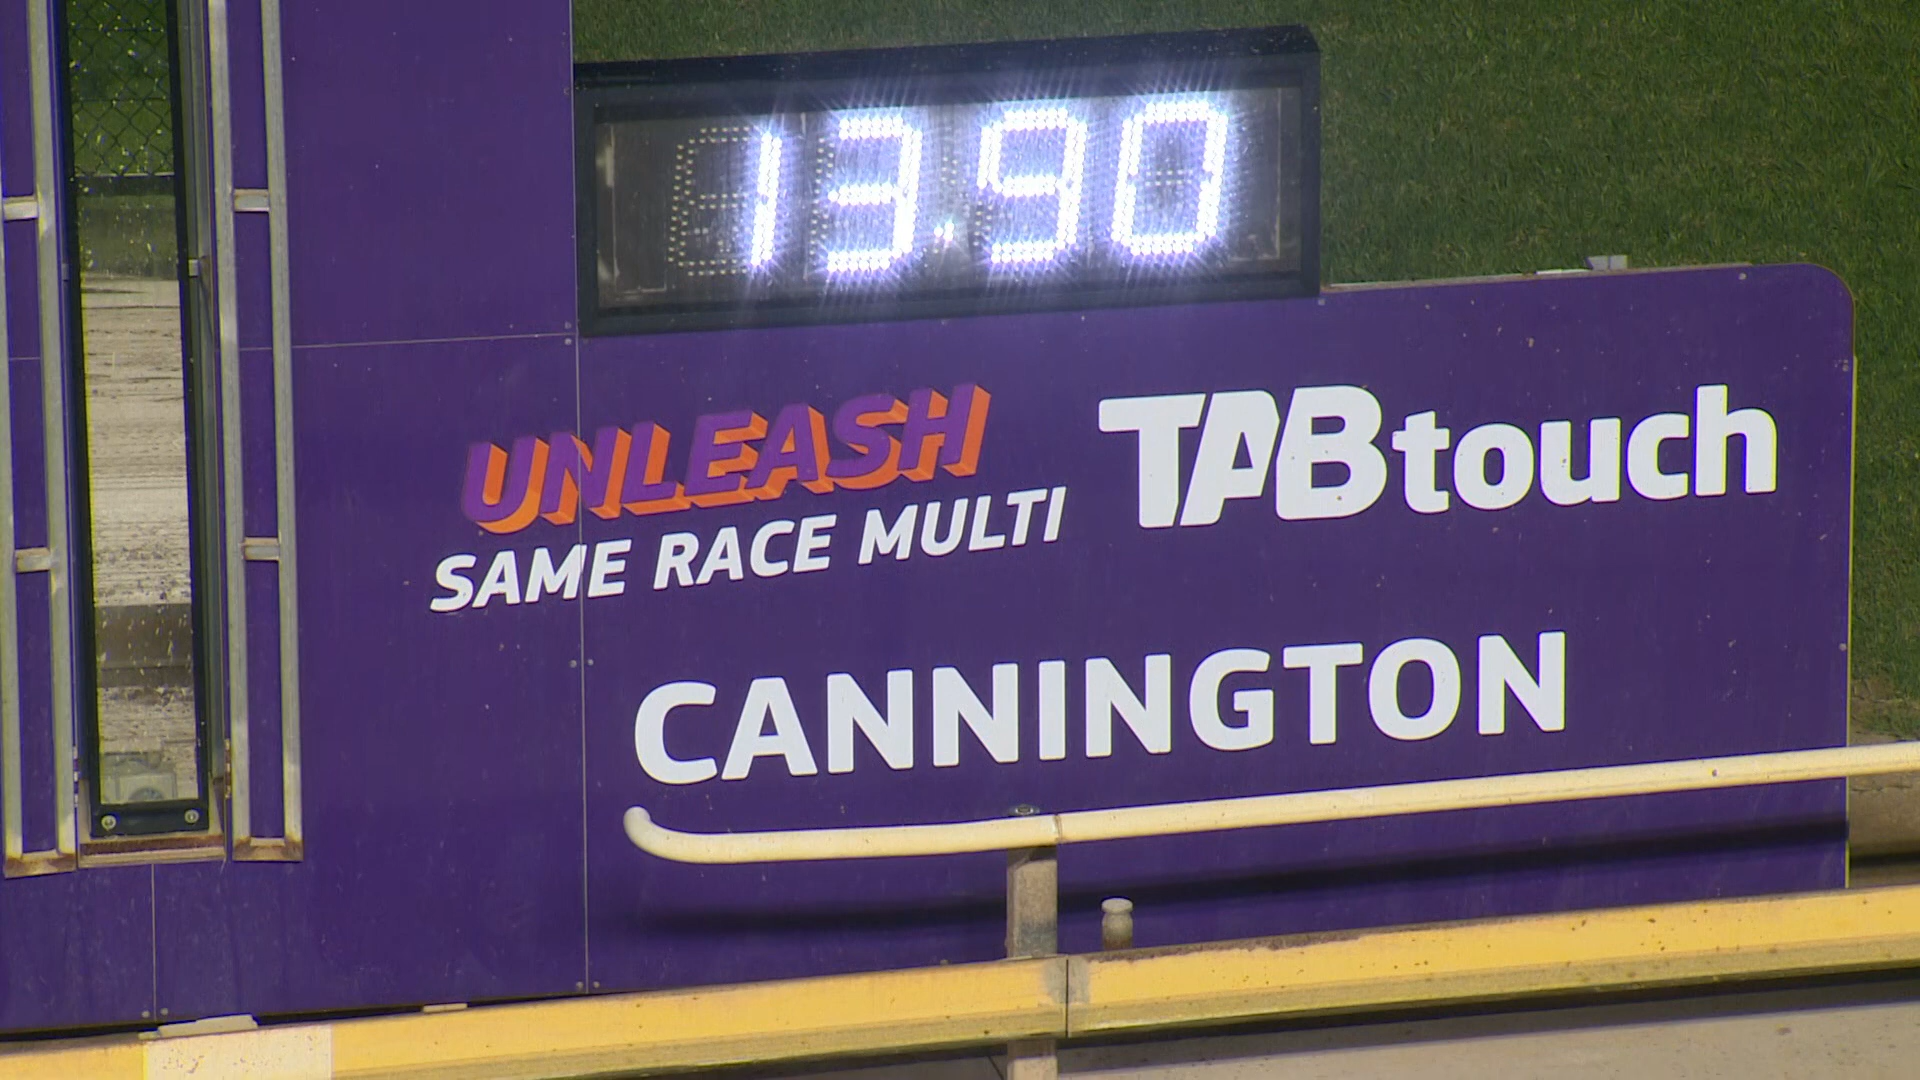 13.90
UNLEASH
SAME RACE MULTI
TABtouch
CANNINGTON